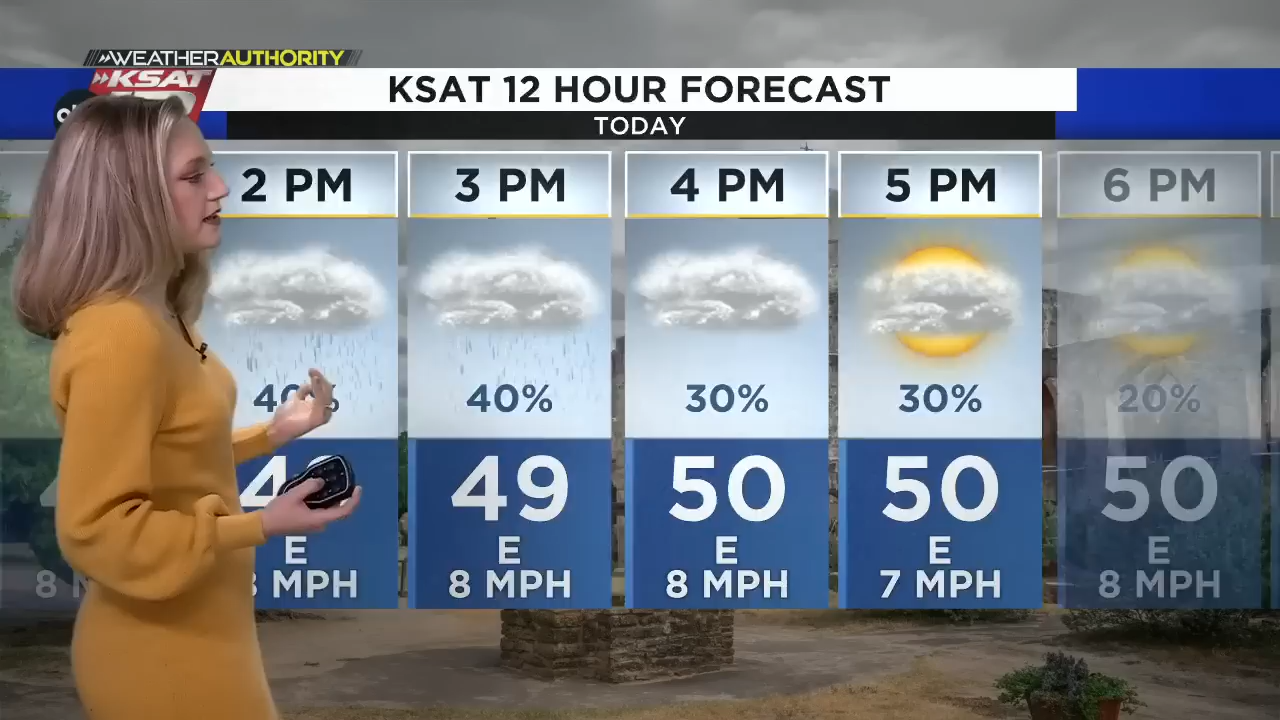 WEATHERAUTHORITY
KSAT
KSAT 12 HOUR FORECAST
TODAY
2 PM
3 PM
4 PM
5 PM
6 PM
40%
30%
30%
20%
49
50
50
50
E
E
E
E
E
8 MPH
8 MPH
7 MPH
8 MPH